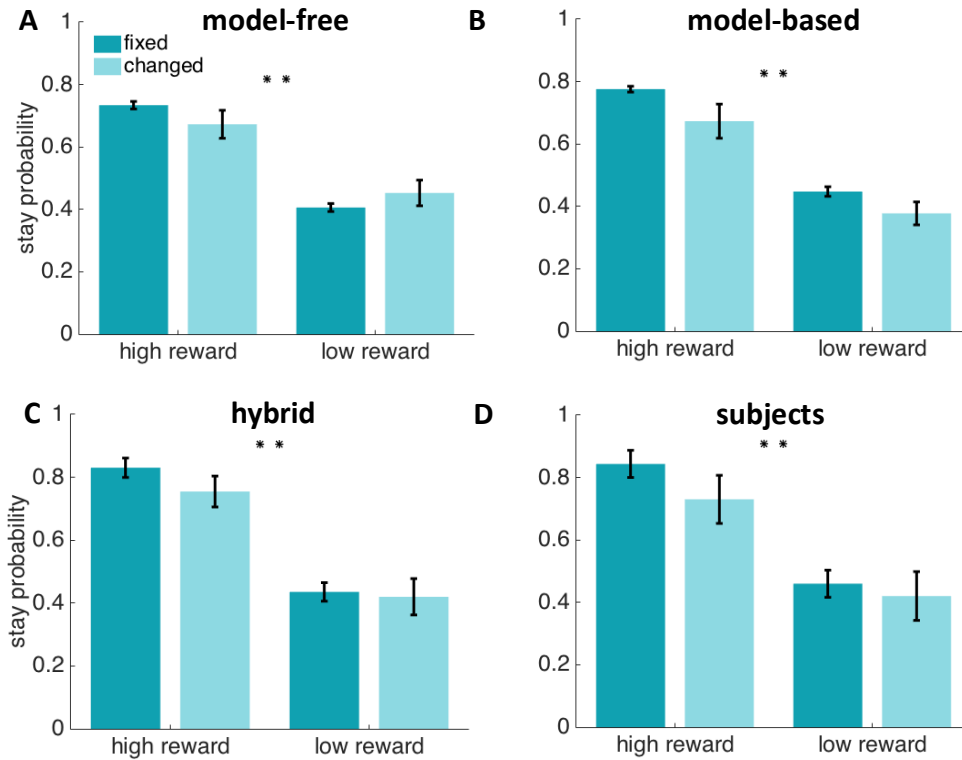 A model-free
1
fixed
changed
* *
0.8
0.6
0.4
0.2
0
stay probability
high reward low reward
B model-based
1
* *
0.8
0.6
0.4
0.2
0
high reward low reward
C hybrid
1
* *
0.8
0.6
0.4
0.2
0
stay probability
high reward low reward
D subjects
1
* *
0.8
0.6
0.4
0.2
0
high reward low reward